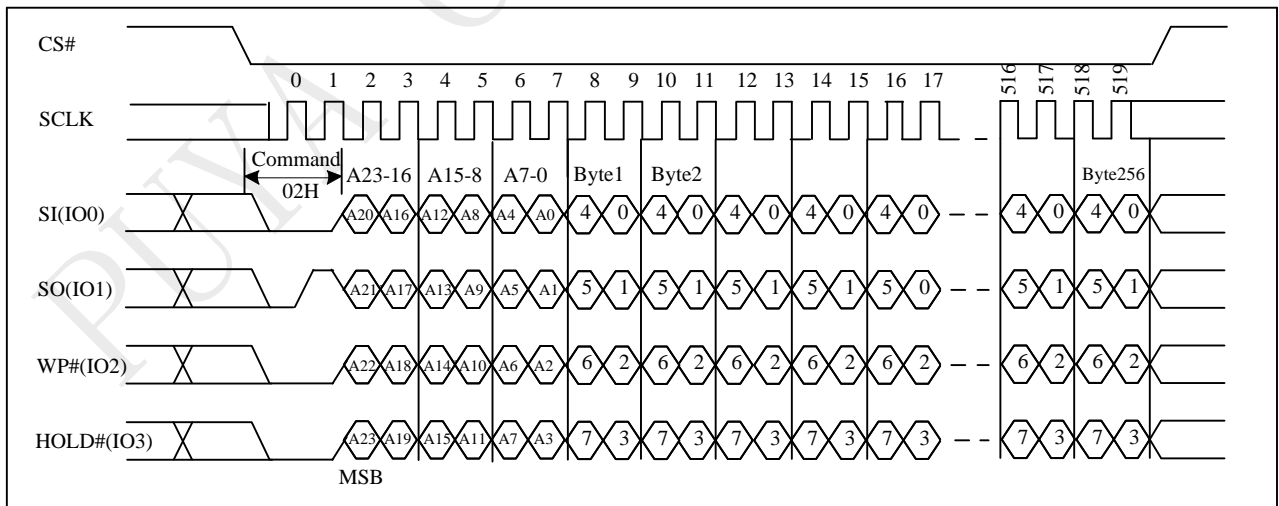 CS#
0 1 2 3 4 5 6 7 8 9 10 11 12 13 14 15 16 17 516 517 518 519
SCLK
Command
02H
A23-16 A15-8 A7-0 Byte1 Byte2 Byte256
SI(IO0) A20 A16 A12 A8 A4 A0 4 0 4 0 4 0 4 0 4 0 4 0 4 0
SO(IO1) A21 A17 A13 A9 A5 A1 5 1 5 1 5 1 5 1 5 0 5 1 5 1
WP#(IO2) A22 A18 A14 A10 A6 A2 6 2 6 2 6 2 6 2 6 2 6 2 6 2
HOLD#(IO3) A23 A19 A15 A11 A7 A3 7 3 7 3 7 3 7 3 7 3 7 3 7 3
MSB
PUYA